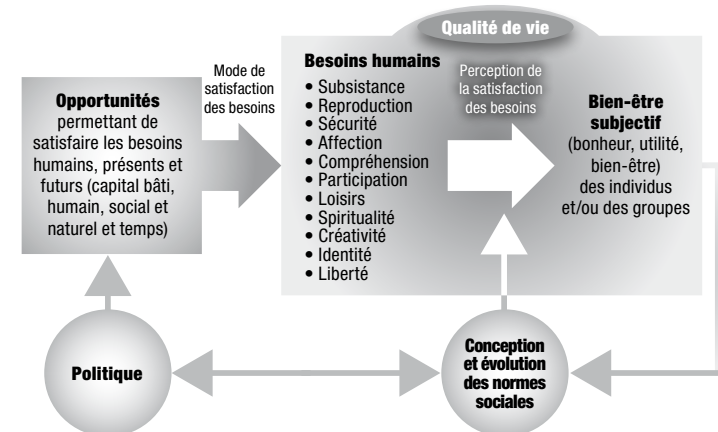 Qualité de vie
Opportunités
permettant de
satisfaire les besoins
humains, présents et
futurs (capital bâti,
humain, social et
naturel et temps)
Mode de
satisfaction
des besoins
Besoins humains
• Subsistance
• Reproduction
• Sécurité
• Affection
• Compréhension
• Participation
• Loisirs
• Spiritualité
• Créativité
• Identité
• Liberté
Perception de
la satisfaction
des besoins
Bien-être
subjectif
(bonheur, utilité,
bien-être)
des individus
et/ou des groupes
Politique
Conception
et évolution
des normes
sociales